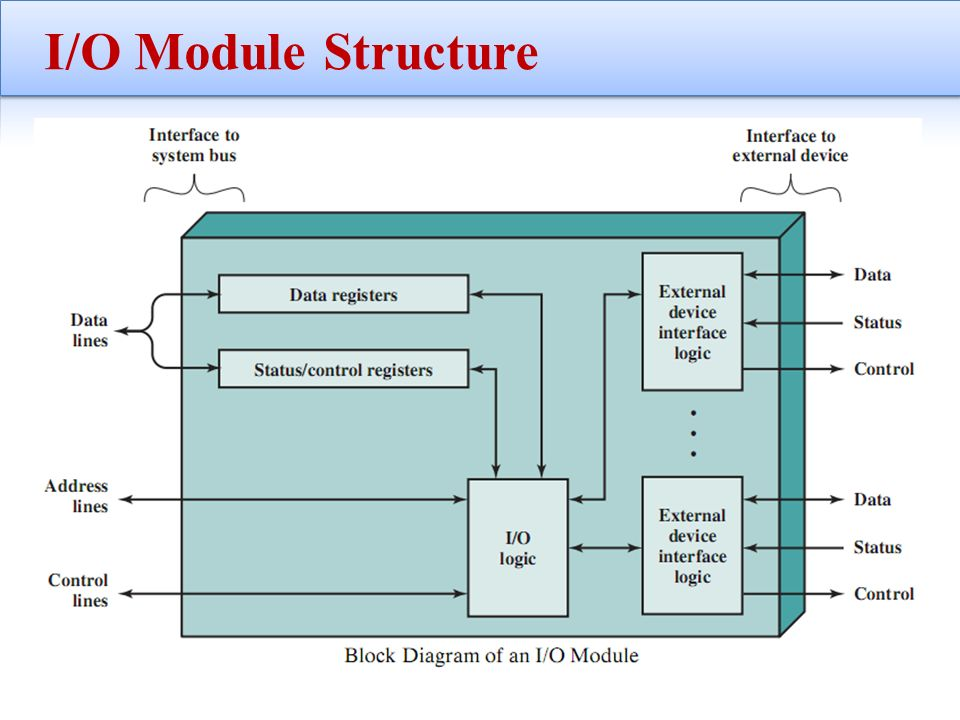 I/O Module Structure
Interface to
system bus
Interface to
external device
Data
lines
Data registers
Status/control registers
External
device
interface
logic
Data
Status
Control
Address
lines
Control
lines
I/O
logic
External
device
interface
logic
Data
Status
Control
Block Diagram of an I/O Module